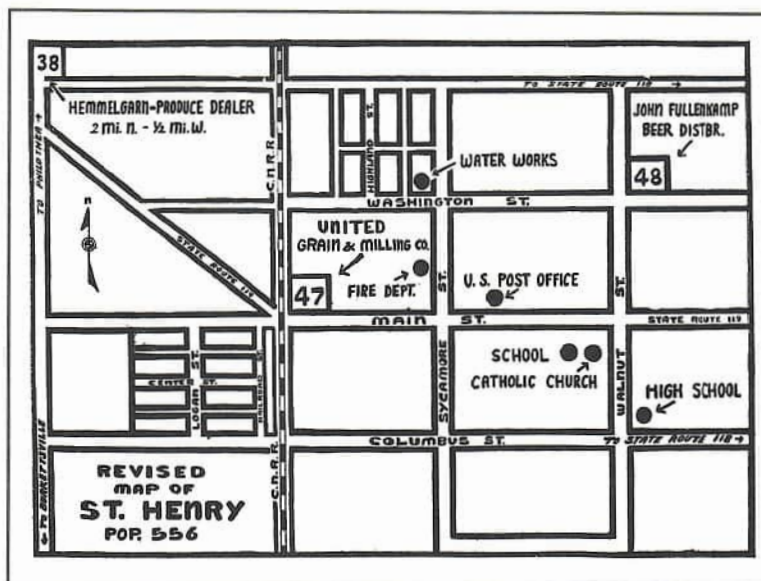 38
TO STATE ROUTE 118 →
HEMMELGARN-PRODUCE DEALER
2 mi. n. - ½ mi. w.
TO PHILOTHEA →
C.N.R.R.
HIGHLAND ST.
WATER WORKS
JOHN FULLENKAMP
BEER DISTBR.
48
WASHINGTON ST.
n
S
STATE ROUTE 119
UNITED
GRAIN & MILLING CO.
47
FIRE DEPT.
ST.
U.S. POST OFFICE
ST.
MAIN ST.
STATE ROUTE 119
CENTER ST.
LOGAN ST.
RAILROAD ST.
SYCAMORE
SCHOOL
CATHOLIC CHURCH
WALNUT
HIGH SCHOOL
COLUMBUS ST.
TO STATE ROUTE 118 →
← TO BURKETTSVILLE
C.N.R.R.
REVISED
MAP OF
ST. HENRY
POP. 556